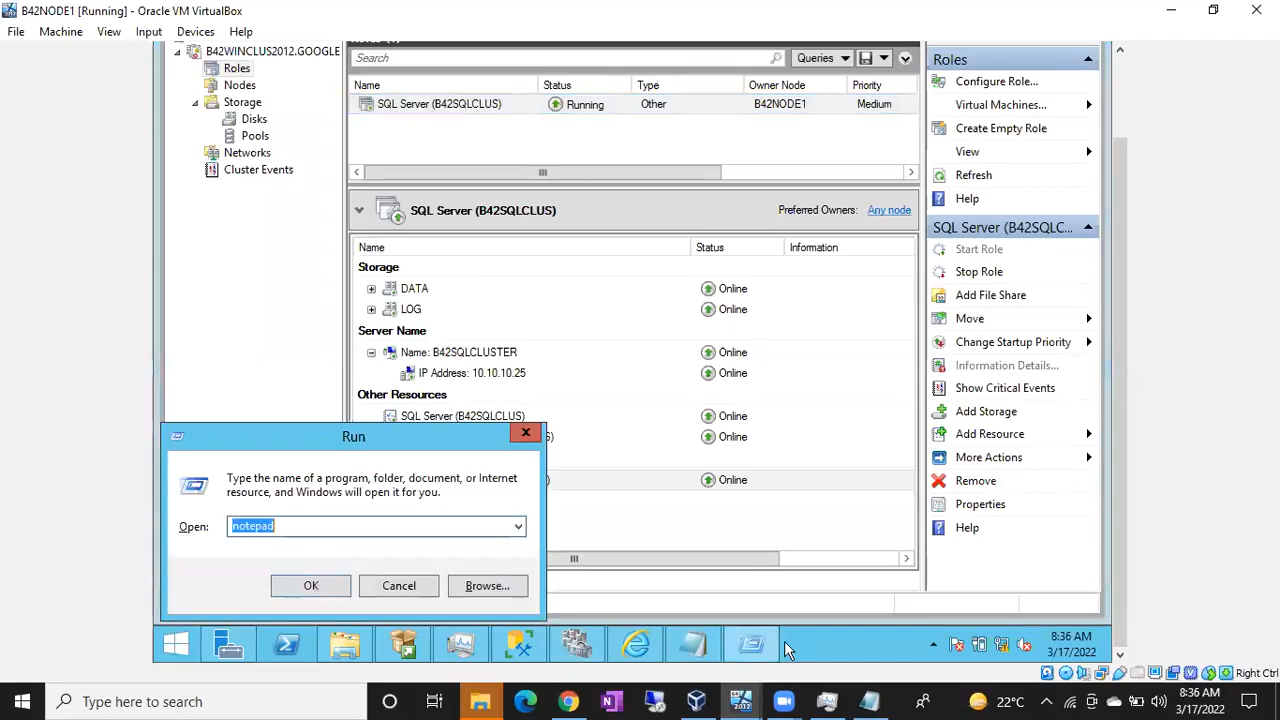 B42NODE1 [Running] - Oracle VM VirtualBox
File Machine View Input Devices Help
B42WINCLUS2012.GOOGLE
Roles
Nodes
Storage
Disks
Pools
Networks
Cluster Events
Search
Queries
Name Status Type Owner Node Priority
SQL Server (B42SQLCLUS) Running Other B42NODE1 Medium
SQL Server (B42SQLCLUS) Preferred Owners: Any node
Name Status Information
Storage
DATA Online
LOG Online
Server Name
Name: B42SQLCLUSTER Online
IP Address: 10.10.10.25 Online
Other Resources
SQL Server (B42SQLCLUS) Online
Online
Online
Roles
Configure Role...
Virtual Machines...
Create Empty Role
View
Refresh
Help
SQL Server (B42SQLC...
Start Role
Stop Role
Add File Share
Move
Change Startup Priority
Information Details...
Show Critical Events
Add Storage
Add Resource
More Actions
Remove
Properties
Help
Run
Type the name of a program, folder, document, or Internet
resource, and Windows will open it for you.
Open: notepad
OK Cancel Browse...
8:36 AM
3/17/2022
Right Ctrl
Type here to search
22°C
8:36 AM
3/17/2022